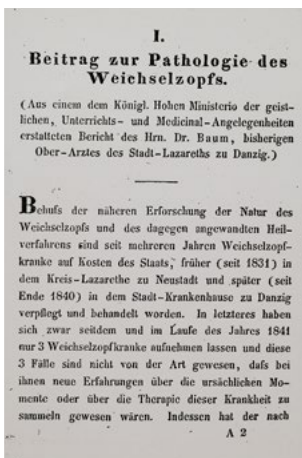 I.
Beitrag zur Pathologie des
Weichselzopfs.
(Aus einem dem Königl. Hohen Ministerio der geist-
lichen, Unterrichts- und Medicinal-Angelegenheiten
erstatteten Bericht des Hrn. Dr. Baum, bisherigen
Ober-Arztes des Stadt-Lazareths zu Danzig.)
Behufs der näheren Erforschung der Natur des
Weichselzopfs und des dagegen angewandten Heil-
verfahrens sind seit mehreren Jahren Weichselzopf-
kranke auf Kosten des Staats, früher (seit 1831) in
dem Kreis-Lazarethe zu Neustadt und später (seit
Ende 1840) in dem Stadt-Krankenhause zu Danzig
verpflegt und behandelt worden. In letzteres haben
sich zwar seitdem und im Laufe des Jahres 1841
nur 3 Weichselzopfkranke aufnehmen lassen und diese
3 Fälle sind nicht von der Art gewesen, dafs bei
ihnen neue Erfahrungen über die ursächlichen Mo-
mente oder über die Therapie dieser Krankheit zu
sammeln gewesen wären. Indessen hat der nach
A 2